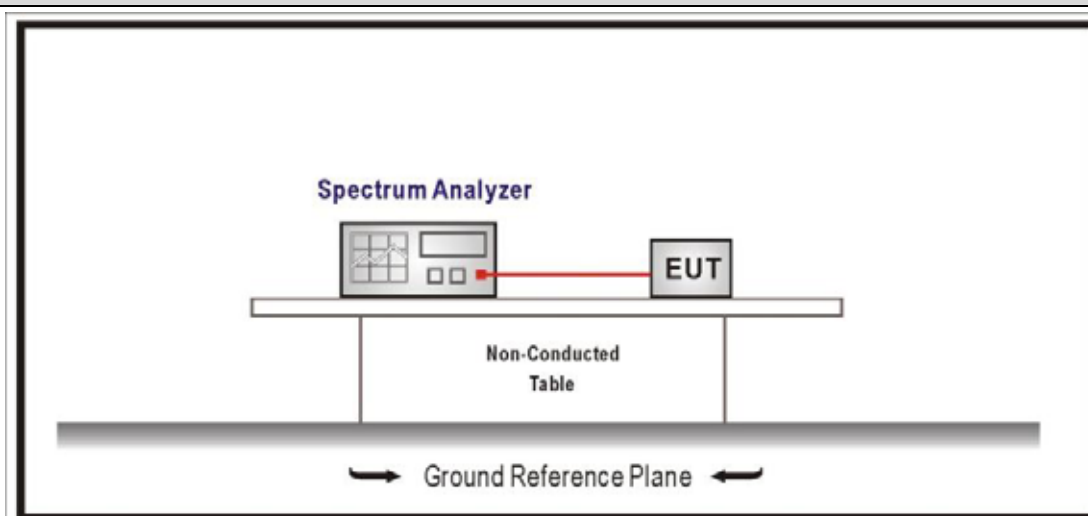 Spectrum Analyzer
EUT
Non-Conducted
Table
Ground Reference Plane